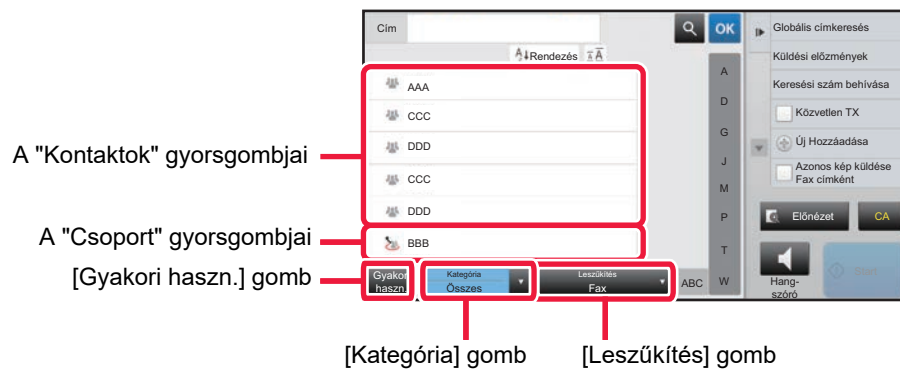 Cím
OK
Rendezés
AAA
CCC
DDD
CCC
DDD
BBB
Gyakori
haszn.
Kategória
Összes
Leszűkítés
Fax
ABC
A
D
G
J
M
P
T
W
Globális címkeresés
Küldési előzmények
Keresési szám behívása
Közvetlen TX
Új Hozzáadása
Azonos kép küldése
Fax címként
Előnézet
CA
Hang-
szóró
Start
A "Kontaktok" gyorsgombjai
A "Csoport" gyorsgombjai
[Gyakori haszn.] gomb
[Kategória] gomb
[Leszűkítés] gomb